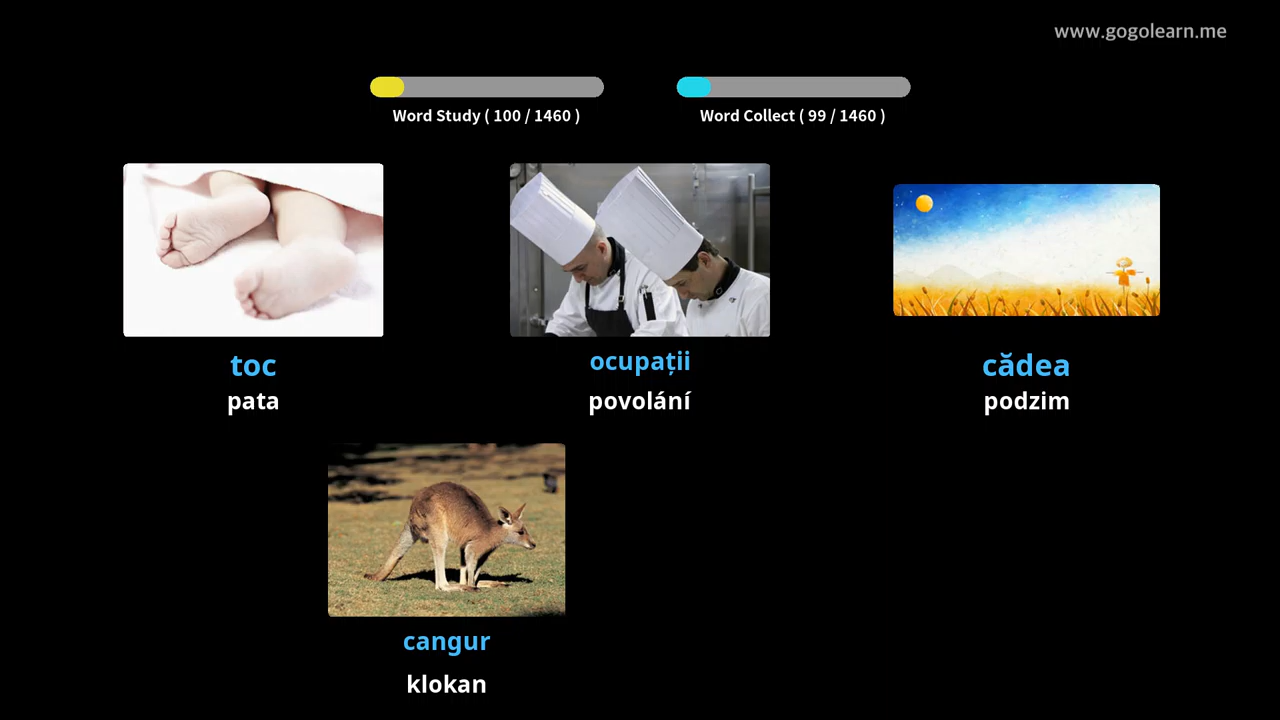 www.gogolearn.me
Word Study ( 100 / 1460 )
Word Collect ( 99 / 1460 )
toc
pata
ocupații
povolání
cădea
podzim
cangur
klokan